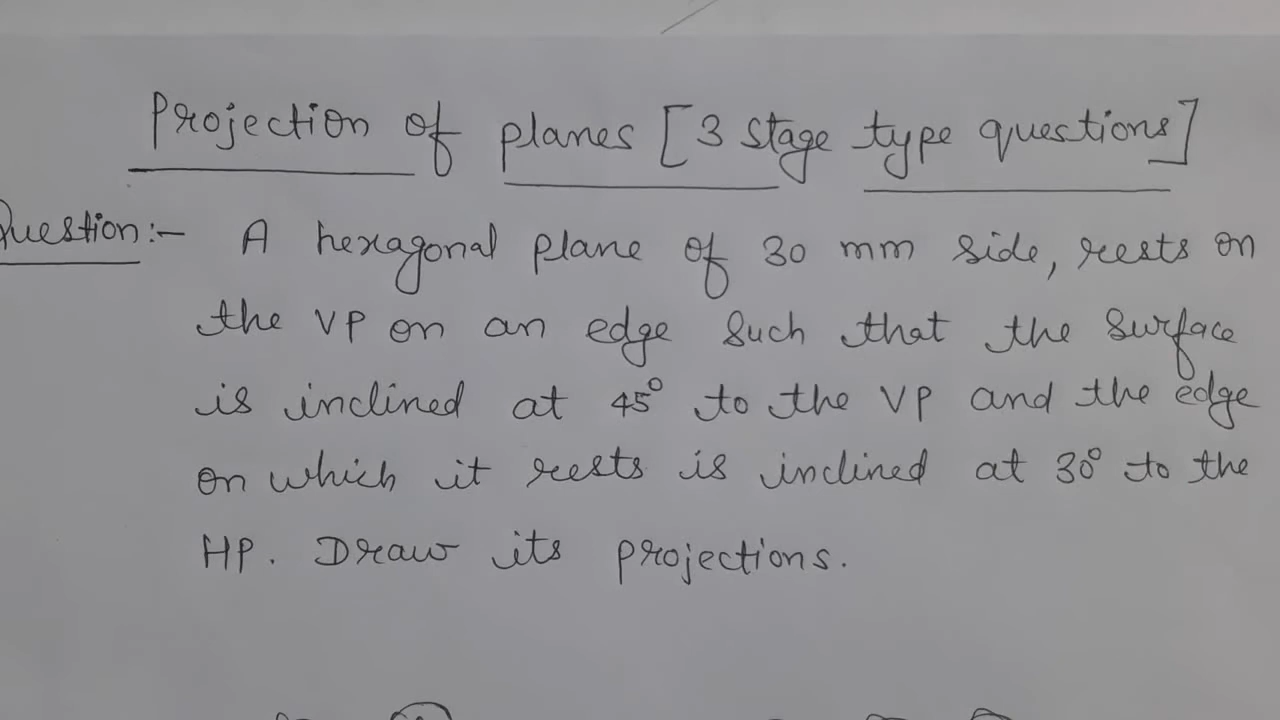 Projection of planes [3 stage type questions]
Question:- A hexagonal plane of 30 mm side, rests on
the VP on an edge such that the surface
is inclined at 45° to the VP and the edge
on which it rests is inclined at 30° to the
HP. Draw its projections.